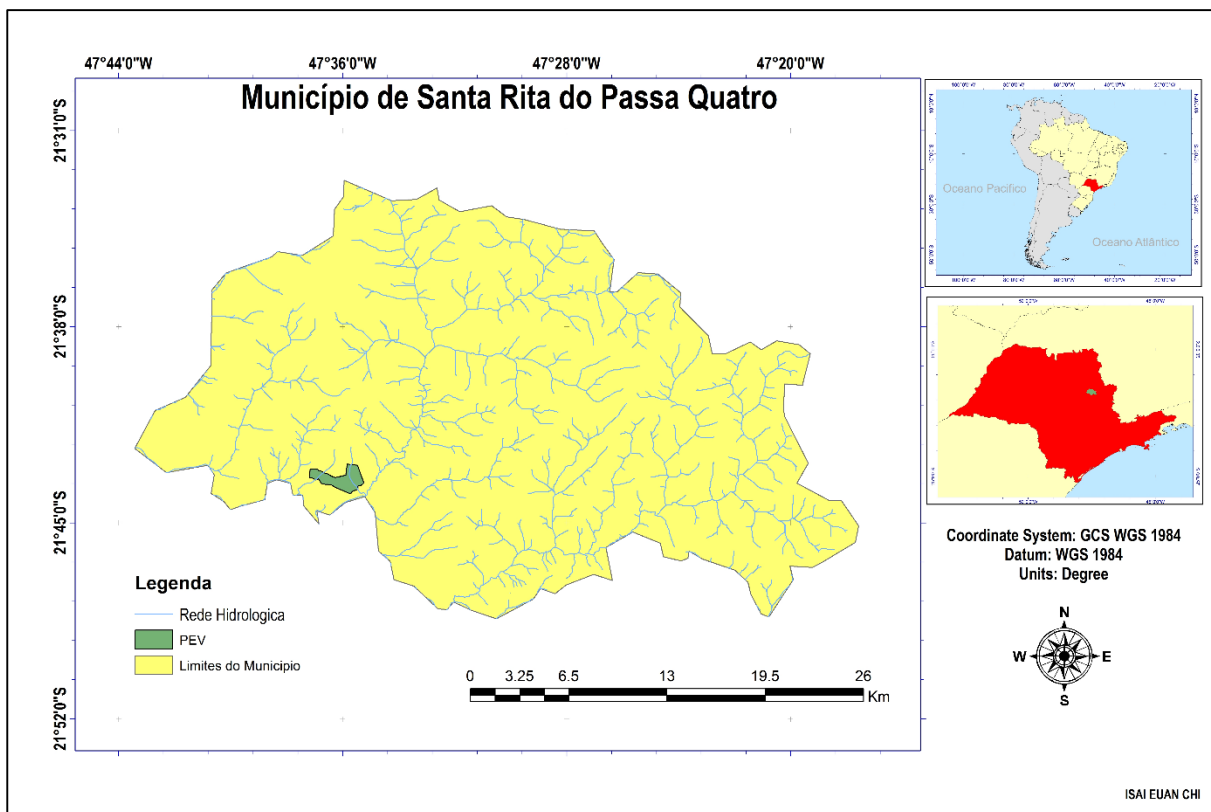 47°44'0"W 47°36'0"W 47°28'0"W 47°20'0"W
Município de Santa Rita do Passa Quatro
21°31'0"S
21°38'0"S
21°45'0"S
21°52'0"S
Legenda
Rede Hidrologica
PEV
Limites do Municipio
0 3.25 6.5 13 19.5 26
Km
Oceano Pacífico
Oceano Atlântico
Coordinate System: GCS WGS 1984
Datum: WGS 1984
Units: Degree
N
W E
S
ISAI EUAN CHI